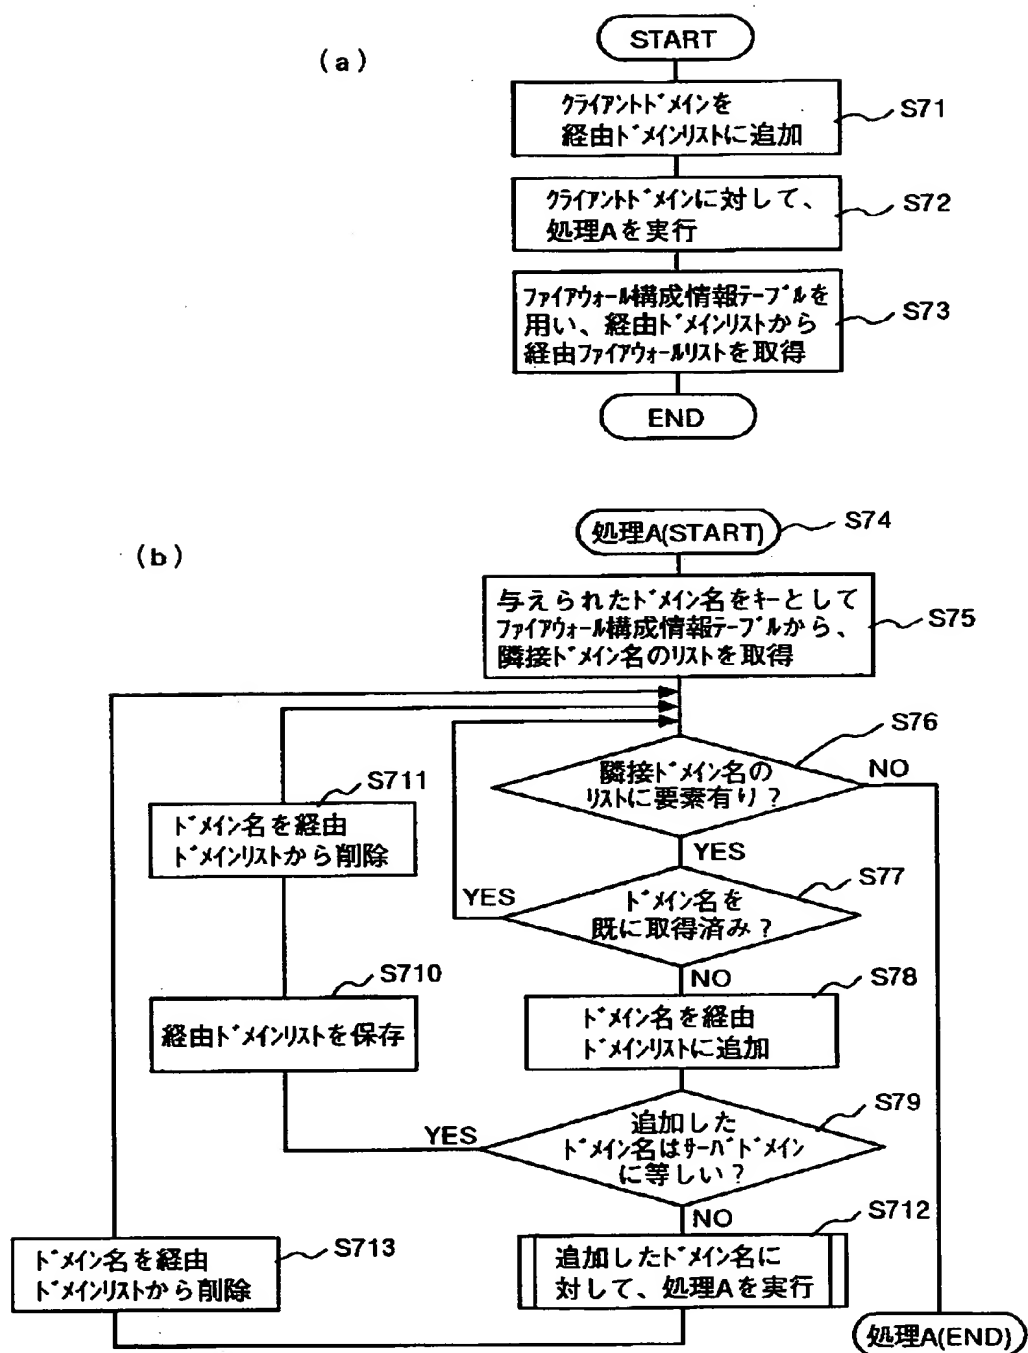 (a)
START
クライアントドメインを
経由ドメインリストに追加
S71
クライアントドメインに対して、
処理Aを実行
S72
ファイアウォール構成情報テーブルを
用い、経由ドメインリストから
経由ファイアウォールリストを取得
S73
END
(b)
処理A(START)
S74
与えられたドメイン名をキーとして
ファイアウォール構成情報テーブルから、
隣接ドメイン名のリストを取得
S75
隣接ドメイン名の
リストに要素有り?
S76
NO
YES
ドメイン名を
既に取得済み?
S77
YES
NO
ドメイン名を経由
ドメインリストに追加
S78
追加した
ドメイン名はサーバドメイン
に等しい?
S79
YES
NO
経由ドメインリストを保存
S710
ドメイン名を経由
ドメインリストから削除
S711
追加したドメイン名に
対して、処理Aを実行
S712
ドメイン名を経由
ドメインリストから削除
S713
処理A(END)